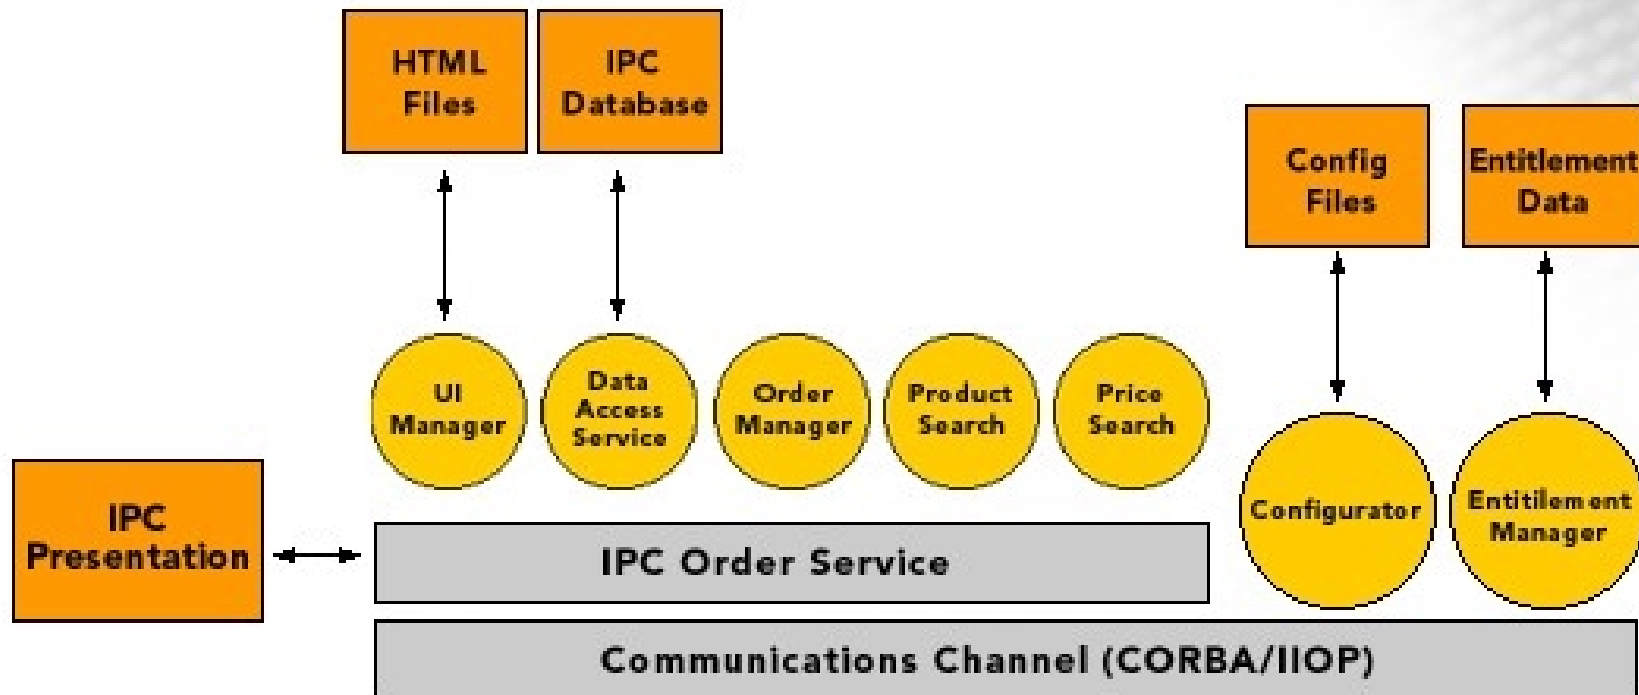 HTML
Files
IPC
Database
Config
Files
Entitlement
Data
UI
Manager
Data
Access
Service
Order
Manager
Product
Search
Price
Search
Configurator
Entitilement
Manager
IPC
Presentation
IPC Order Service
Communications Channel (CORBA/IIOP)